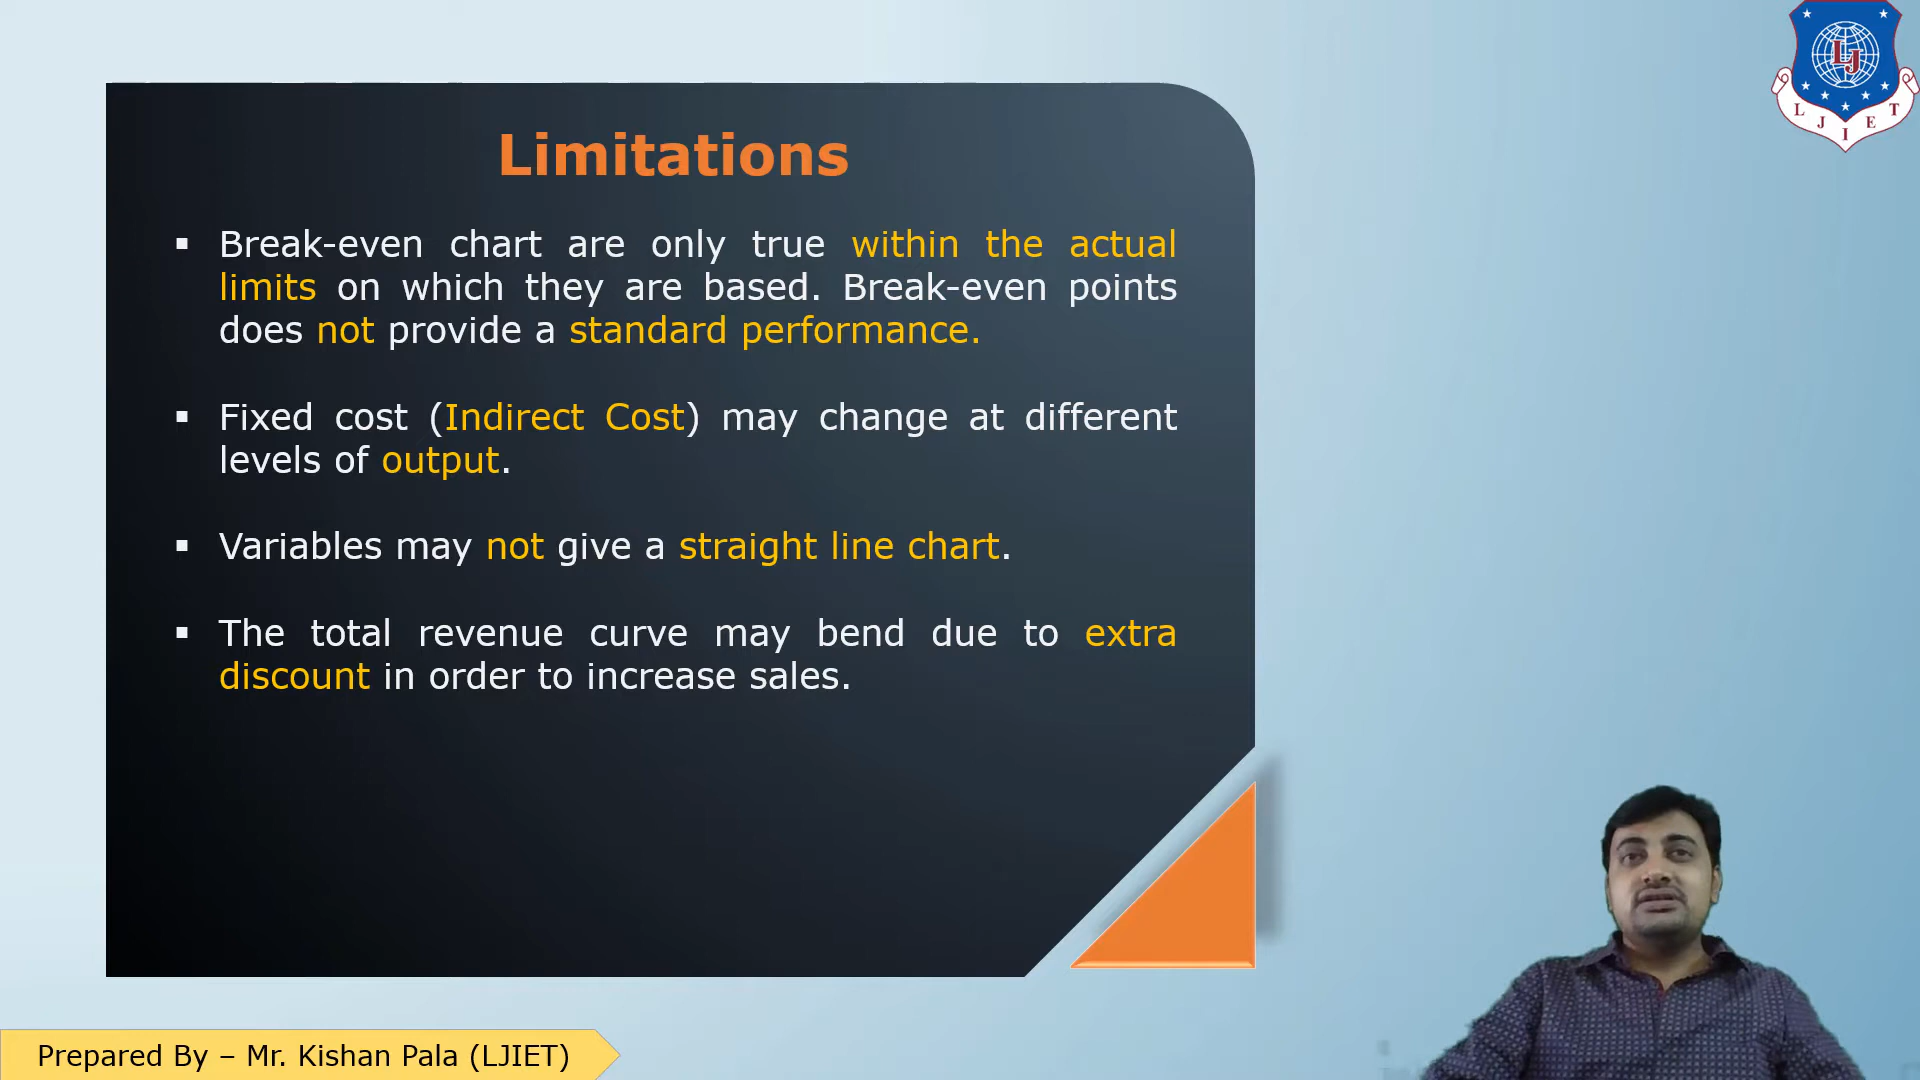 Limitations
▪ Break-even chart are only true within the actual
limits on which they are based. Break-even points
does not provide a standard performance.
▪ Fixed cost (Indirect Cost) may change at different
levels of output.
▪ Variables may not give a straight line chart.
▪ The total revenue curve may bend due to extra
discount in order to increase sales.
LJ
L J I E T
Prepared By – Mr. Kishan Pala (LJIET)